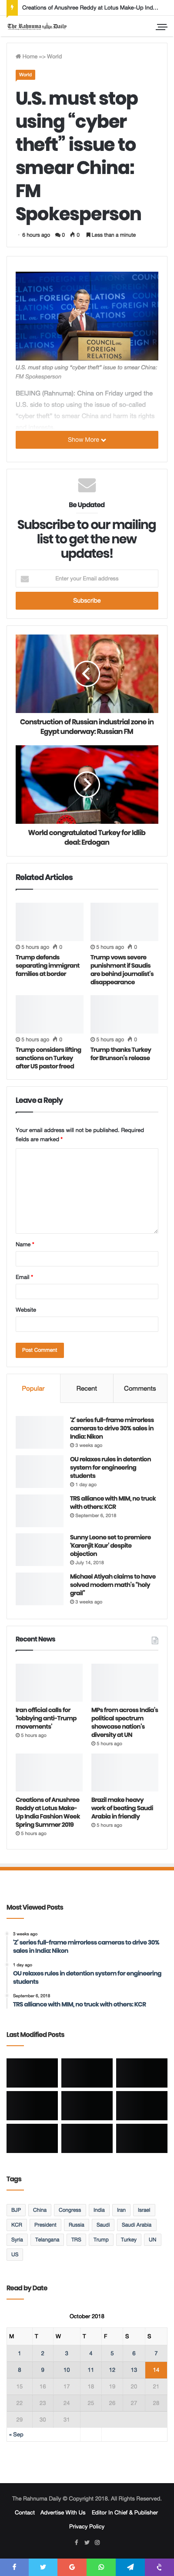 Creations of Anushree Reddy at Lotus Make-Up Ind...
The Rahnuma Daily
Home => World
World
U.S. must stop
using “cyber
theft” issue to
smear China:
FM
Spokesperson
6 hours ago 0 0 Less than a minute
COUNCIL on FOREIGN RELATIONS
U.S. must stop using “cyber theft” issue to smear China:
FM Spokesperson
BEIJING (Rahnuma): China on Friday urged the
U.S. side to stop using the issue of so-called
“cyber theft” to smear China and harm its rights
Show More
Be Updated
Subscribe to our mailing
list to get the new
updates!
Enter your Email address
Subscribe
Construction of Russian industrial zone in
Egypt underway: Russian FM
World congratulated Turkey for Idlib
deal: Erdogan
Related Articles
5 hours ago 0
5 hours ago 0
Turkey defends
separating immigrant
families at border
Trump vows severe
punishment if Saudis
are behind journalist’s
disappearance
5 hours ago 0
5 hours ago 0
Trump considers lifting
sanctions on Turkey
after US pastor freed
Trump thanks Turkey
for Brunson’s release
Leave a Reply
Your email address will not be published. Required
fields are marked *
Name *
Email *
Website
Post Comment
Popular Recent Comments
'Z' series full-frame mirrorless
cameras to drive 30% sales in
India: Nikon
3 weeks ago
OU relaxes rules in detention
system for engineering
students
1 day ago
TRS alliance with MIM, no truck
with others: KCR
September 6, 2018
Sunny Leone set to premiere
‘Karenjit Kaur’ despite
objection
July 14, 2018
Michael Atiyah claims to have
solved modern math’s “holy
grail”
3 weeks ago
Recent News
Iran official calls for
‘lobbying anti-Trump
movements’
5 hours ago
MPs from across India’s
political spectrum
showcase nation’s
diversity at UN
5 hours ago
Creations of Anushree
Reddy at Lotus Make-
Up India Fashion Week
Spring Summer 2019
5 hours ago
Brazil make heavy
work of beating Saudi
Arabia in friendly
5 hours ago
Most Viewed Posts
3 weeks ago
'Z' series full-frame mirrorless cameras to drive 30%
sales in India: Nikon
1 day ago
OU relaxes rules in detention system for engineering
students
September 6, 2018
TRS alliance with MIM, no truck with others: KCR
Last Modified Posts
Tags
BJP China Congress India Iran Israel
KCR President Russia Saudi Saudi Arabia
Syria Telangana TRS Trump Turkey UN
US
Read by Date
October 2018
M T W T F S S
1 2 3 4 5 6 7
8 9 10 11 12 13 14
15 16 17 18 19 20 21
22 23 24 25 26 27 28
29 30 31
« Sep
The Rahnuma Daily © Copyright 2018. All Rights Reserved.
Contact Advertise With Us Editor In Chief & Publisher
Privacy Policy